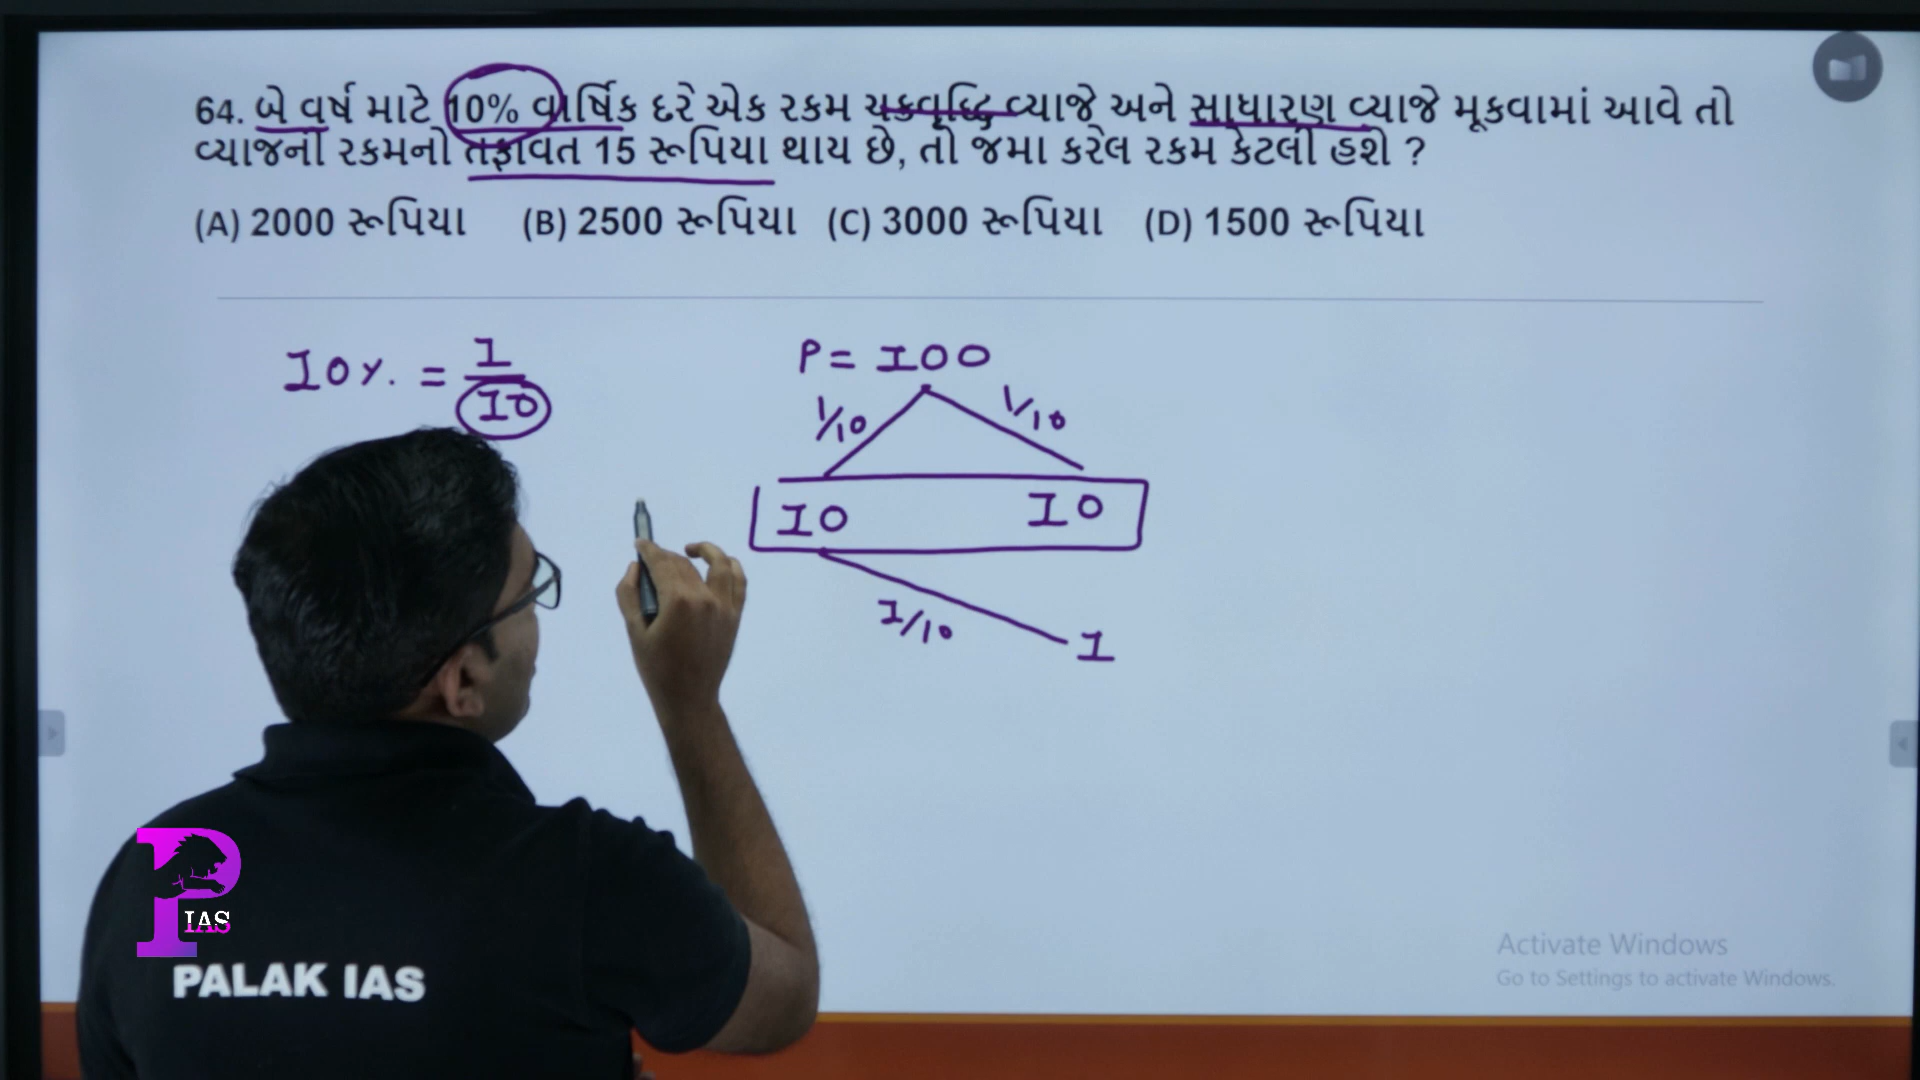 64. બે વર્ષ માટે 10% વાર્ષિક દરે એક રકમ ચક્રવૃધ્ધિ વ્યાજે અને સાધારણ વ્યાજે મૂકવામાં આવે તો
વ્યાજની રકમનો તફાવત 15 રૂપિયા થાય છે, તો જમા કરેલ રકમ કેટલી હશે ?
(A) 2000 રૂપિયા (B) 2500 રૂપિયા (C) 3000 રૂપિયા (D) 1500 રૂપિયા
10%. = 1/10
P = 100
1/10 1/10
10 10
1/10 1
IAS
PALAK IAS
Activate Windows
Go to Settings to activate Windows.